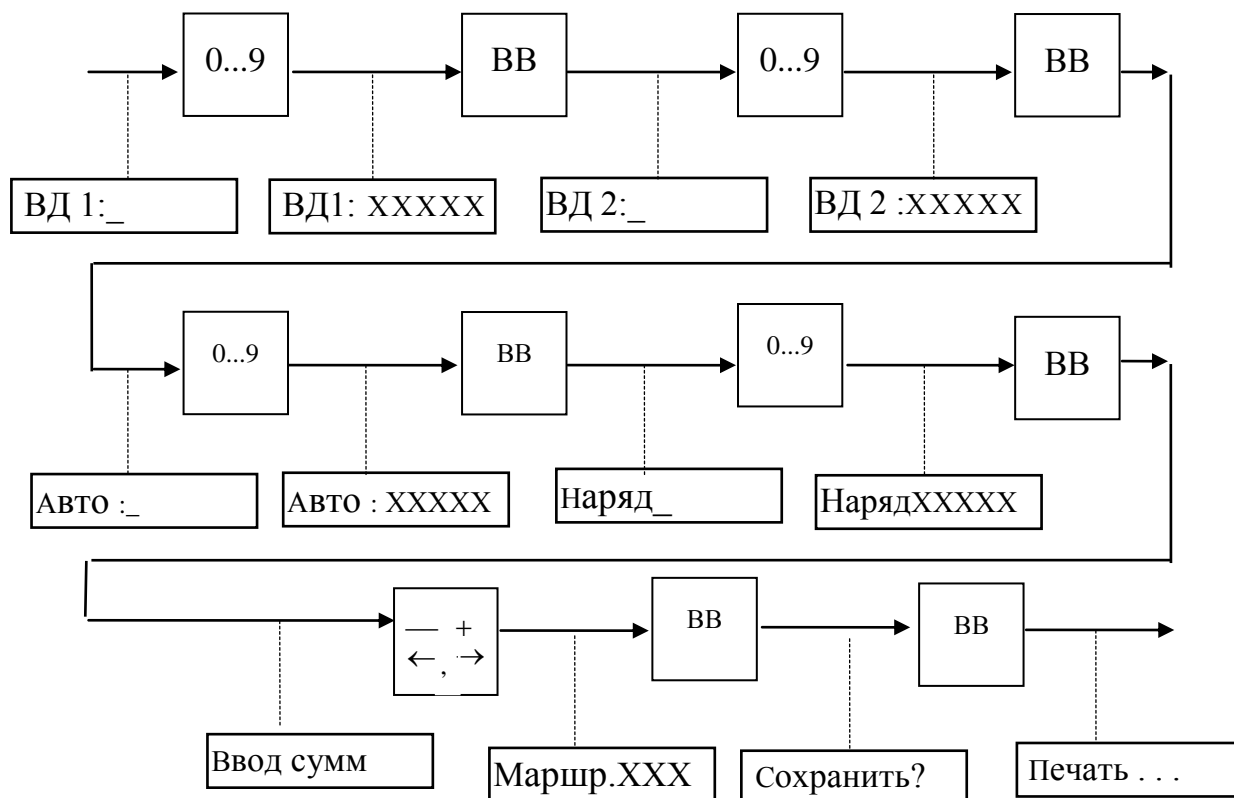 0...9
ВВ
0...9
ВВ
ВД 1:_
ВД1: XXXXX
ВД 2:_
ВД 2 :XXXXX
0...9
ВВ
0...9
ВВ
Авто :_
Авто : XXXXX
Наряд_
НарядXXXXX
— +
← , →
ВВ
ВВ
Ввод сумм
Маршр.XXX
Сохранить?
Печать . . .